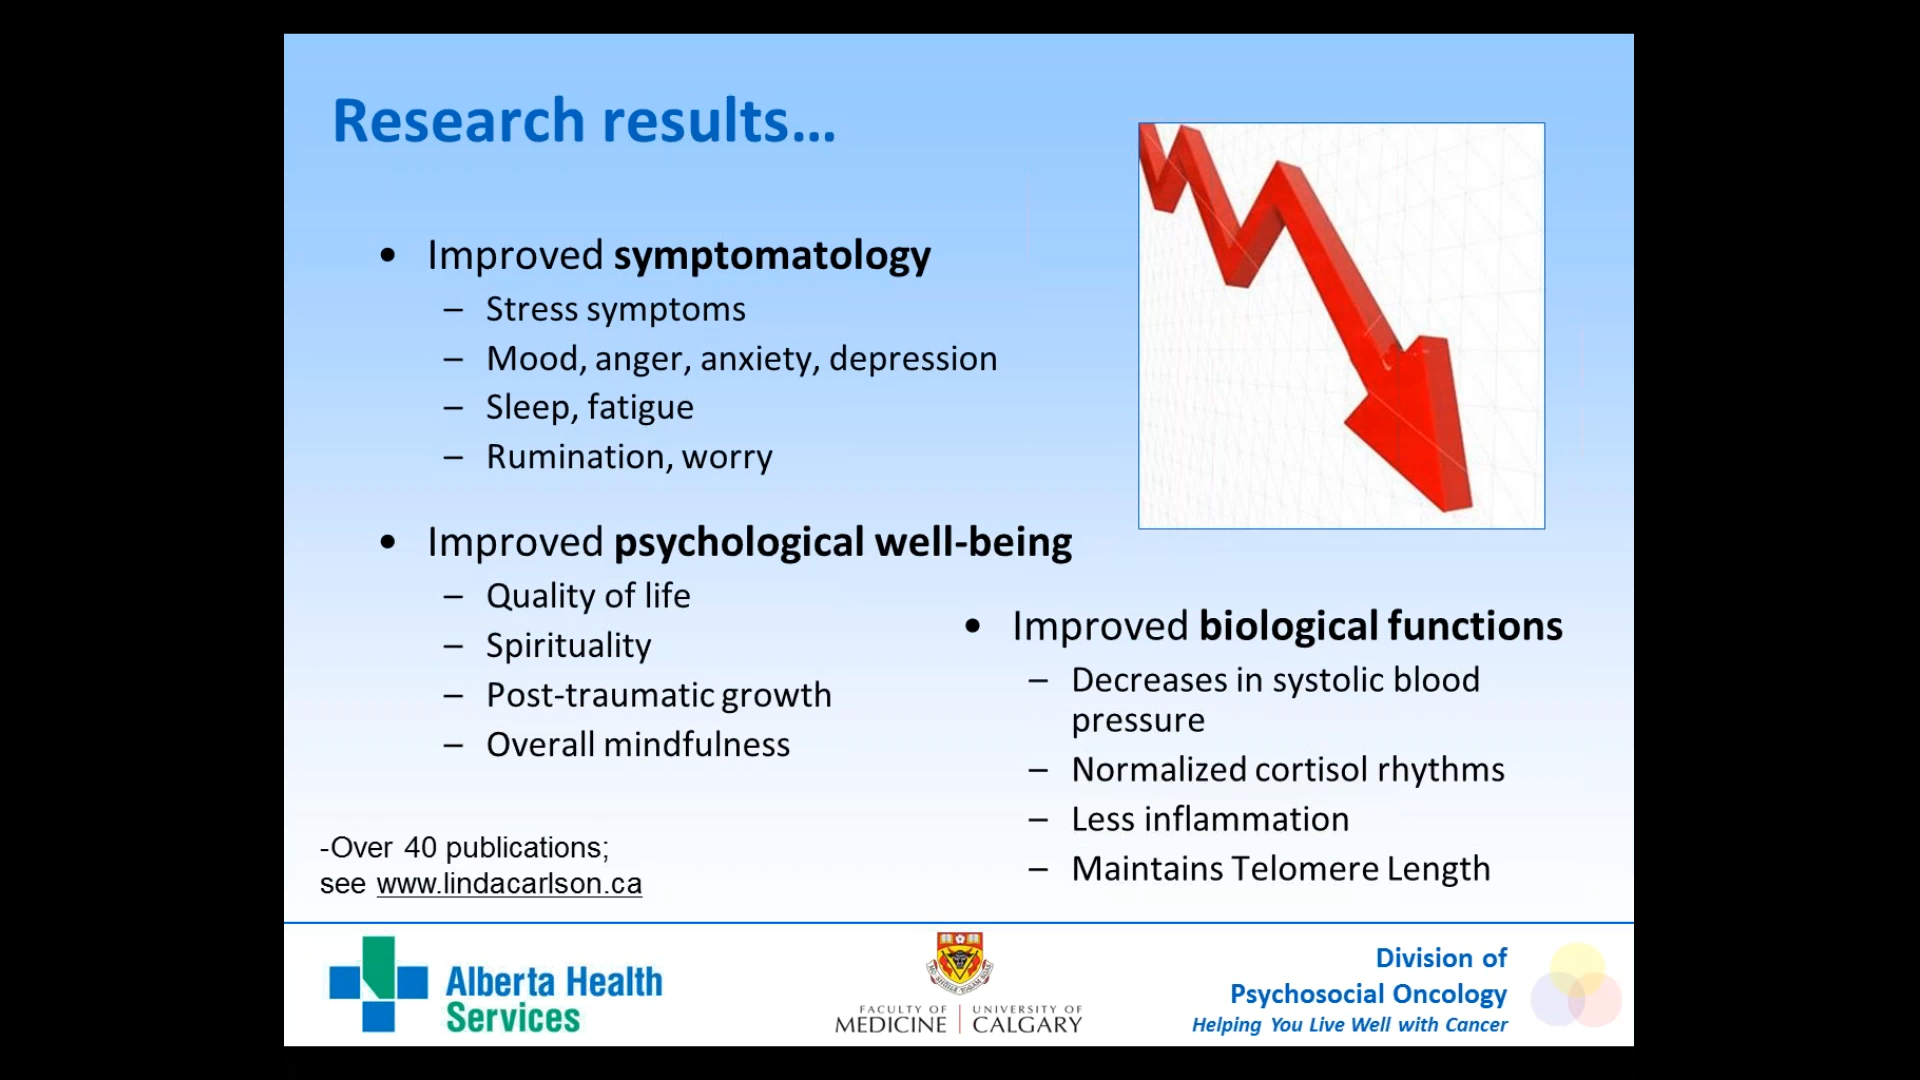 Research results...
• Improved symptomatology
– Stress symptoms
– Mood, anger, anxiety, depression
– Sleep, fatigue
– Rumination, worry
• Improved psychological well-being
– Quality of life
– Spirituality
– Post-traumatic growth
– Overall mindfulness
• Improved biological functions
– Decreases in systolic blood
pressure
– Normalized cortisol rhythms
– Less inflammation
– Maintains Telomere Length
-Over 40 publications;
see www.lindacarlson.ca
Alberta Health
Services
FACULTY OF | UNIVERSITY OF
MEDICINE | CALGARY
Division of
Psychosocial Oncology
Helping You Live Well with Cancer